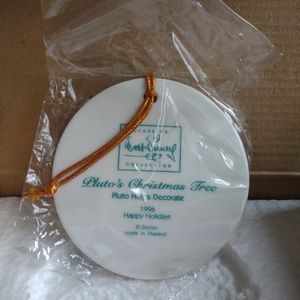 CLASSICS
Walt Disney
COLLECTION
Pluto's Christmas Tree
Pluto Helps Decorate
1996
Happy Holidays
© Disney
Made in Thailand